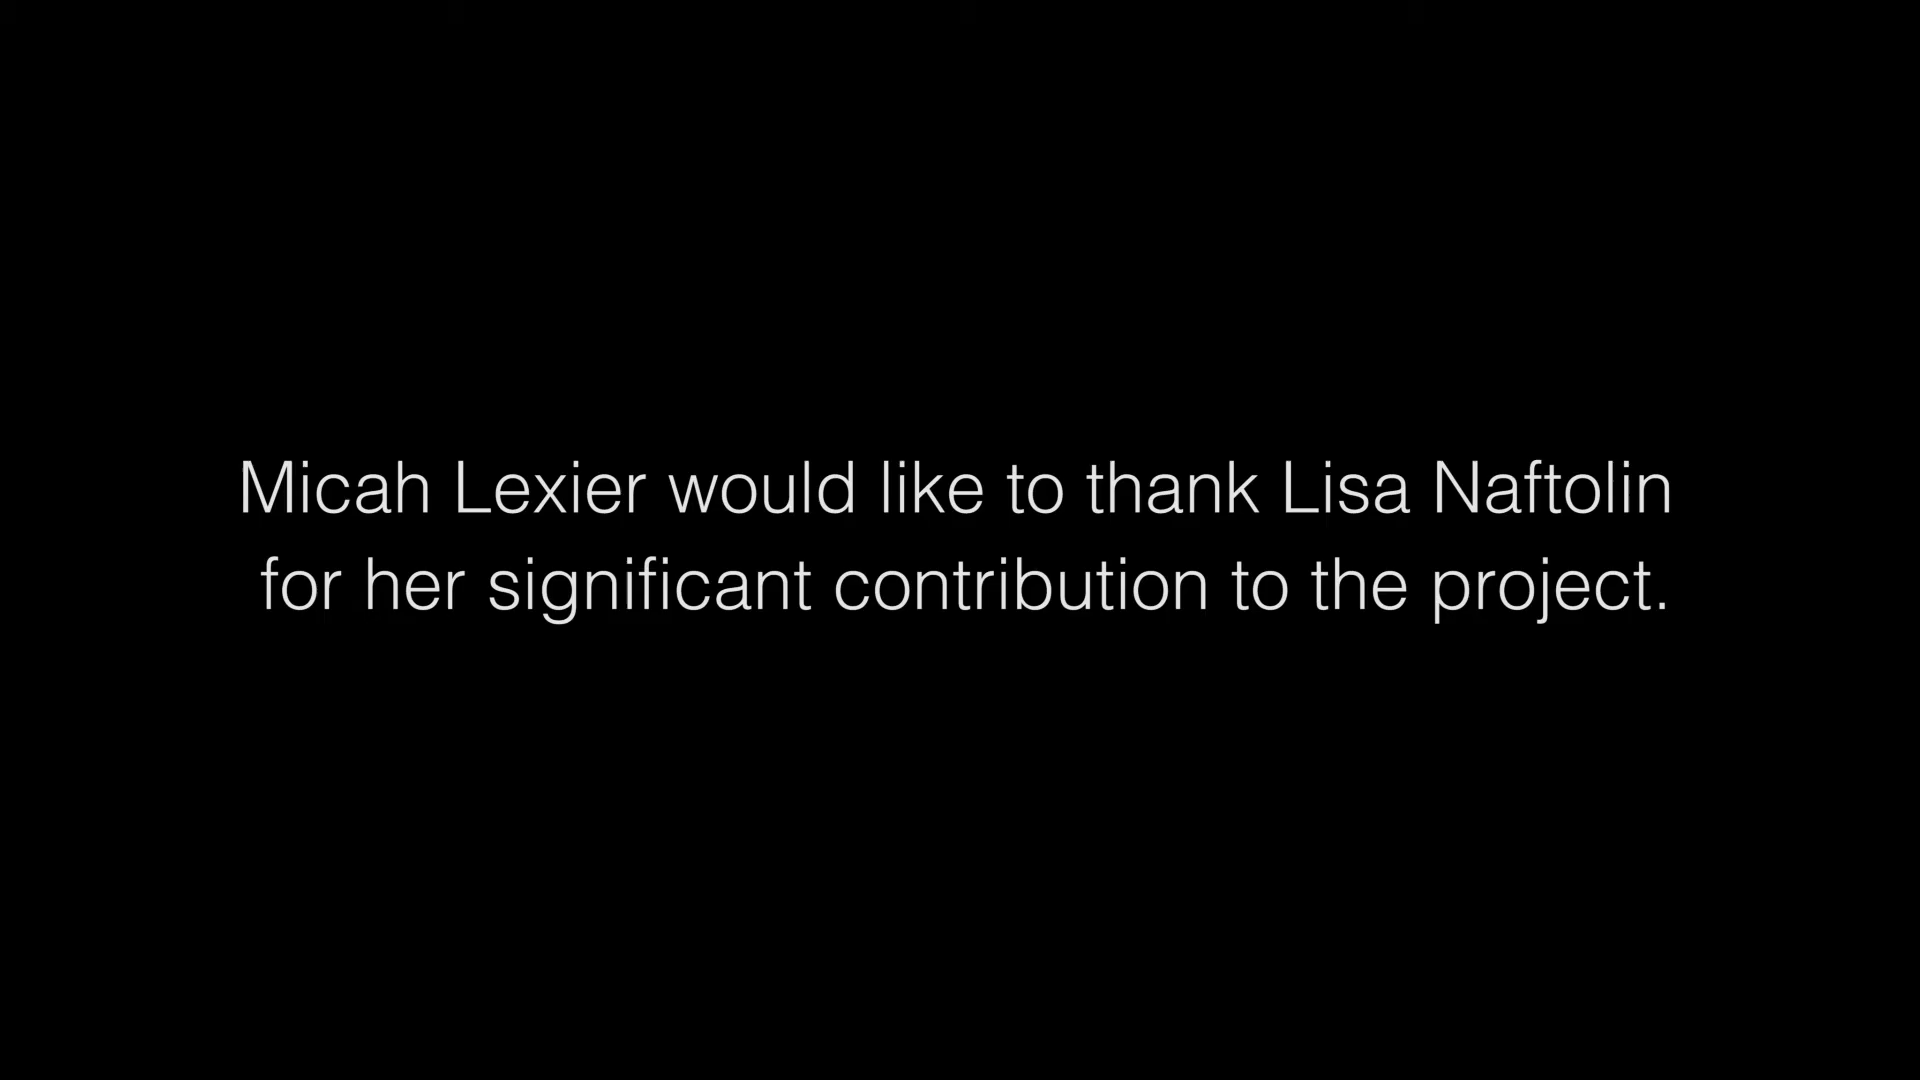 Micah Lexier would like to thank Lisa Naftolin
for her significant contribution to the project.